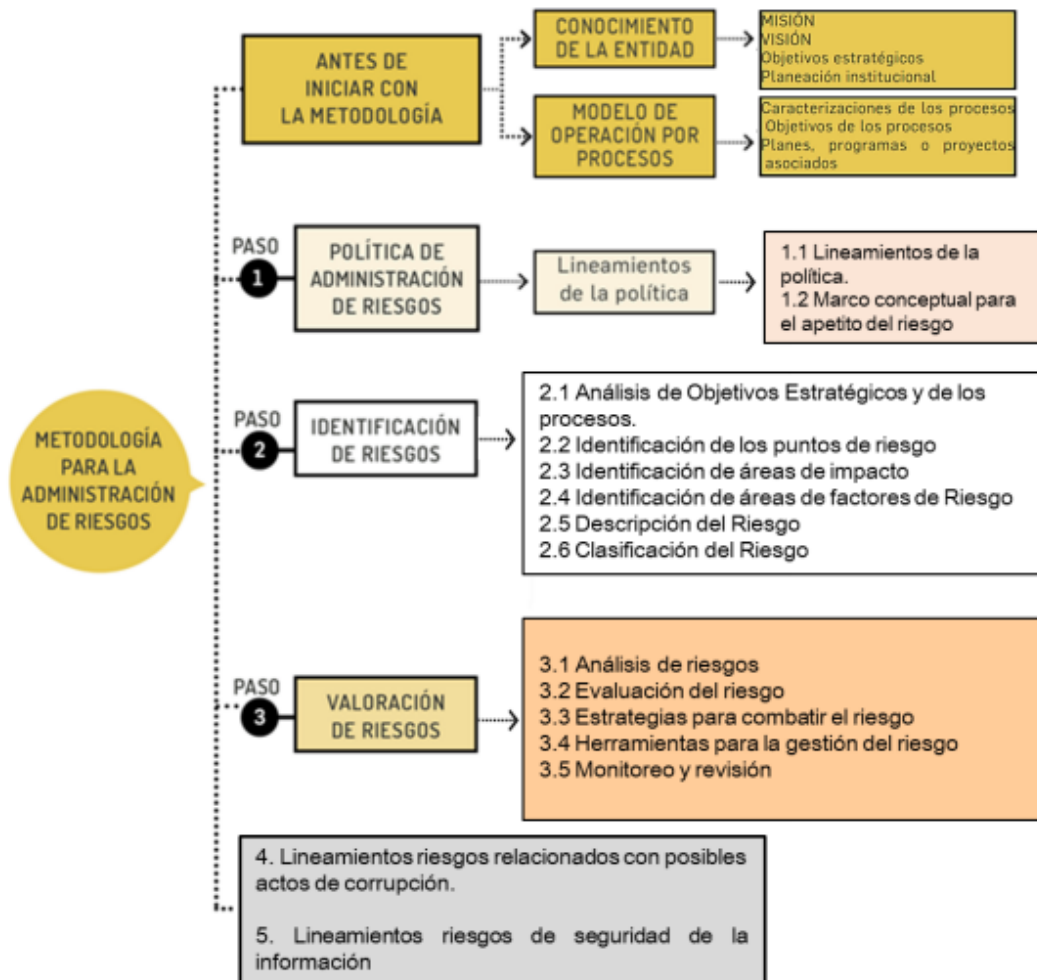 METODOLOGÍA
PARA LA
ADMINISTRACIÓN
DE RIESGOS
ANTES DE
INICIAR CON
LA METODOLOGÍA
CONOCIMIENTO
DE LA ENTIDAD
MISIÓN
VISIÓN
Objetivos estratégicos
Planeación institucional
MODELO DE
OPERACIÓN POR
PROCESOS
Caracterizaciones de los procesos
Objetivos de los procesos
Planes, programas o proyectos
asociados
PASO
1
POLÍTICA DE
ADMINISTRACIÓN
DE RIESGOS
Lineamientos
de la política
1.1 Lineamientos de la
política.
1.2 Marco conceptual para
el apetito del riesgo
PASO
2
IDENTIFICACIÓN
DE RIESGOS
2.1 Análisis de Objetivos Estratégicos y de los
procesos.
2.2 Identificación de los puntos de riesgo
2.3 Identificación de áreas de impacto
2.4 Identificación de áreas de factores de Riesgo
2.5 Descripción del Riesgo
2.6 Clasificación del Riesgo
PASO
3
VALORACIÓN
DE RIESGOS
3.1 Análisis de riesgos
3.2 Evaluación del riesgo
3.3 Estrategias para combatir el riesgo
3.4 Herramientas para la gestión del riesgo
3.5 Monitoreo y revisión
4. Lineamientos riesgos relacionados con posibles
actos de corrupción.
5. Lineamientos riesgos de seguridad de la
información